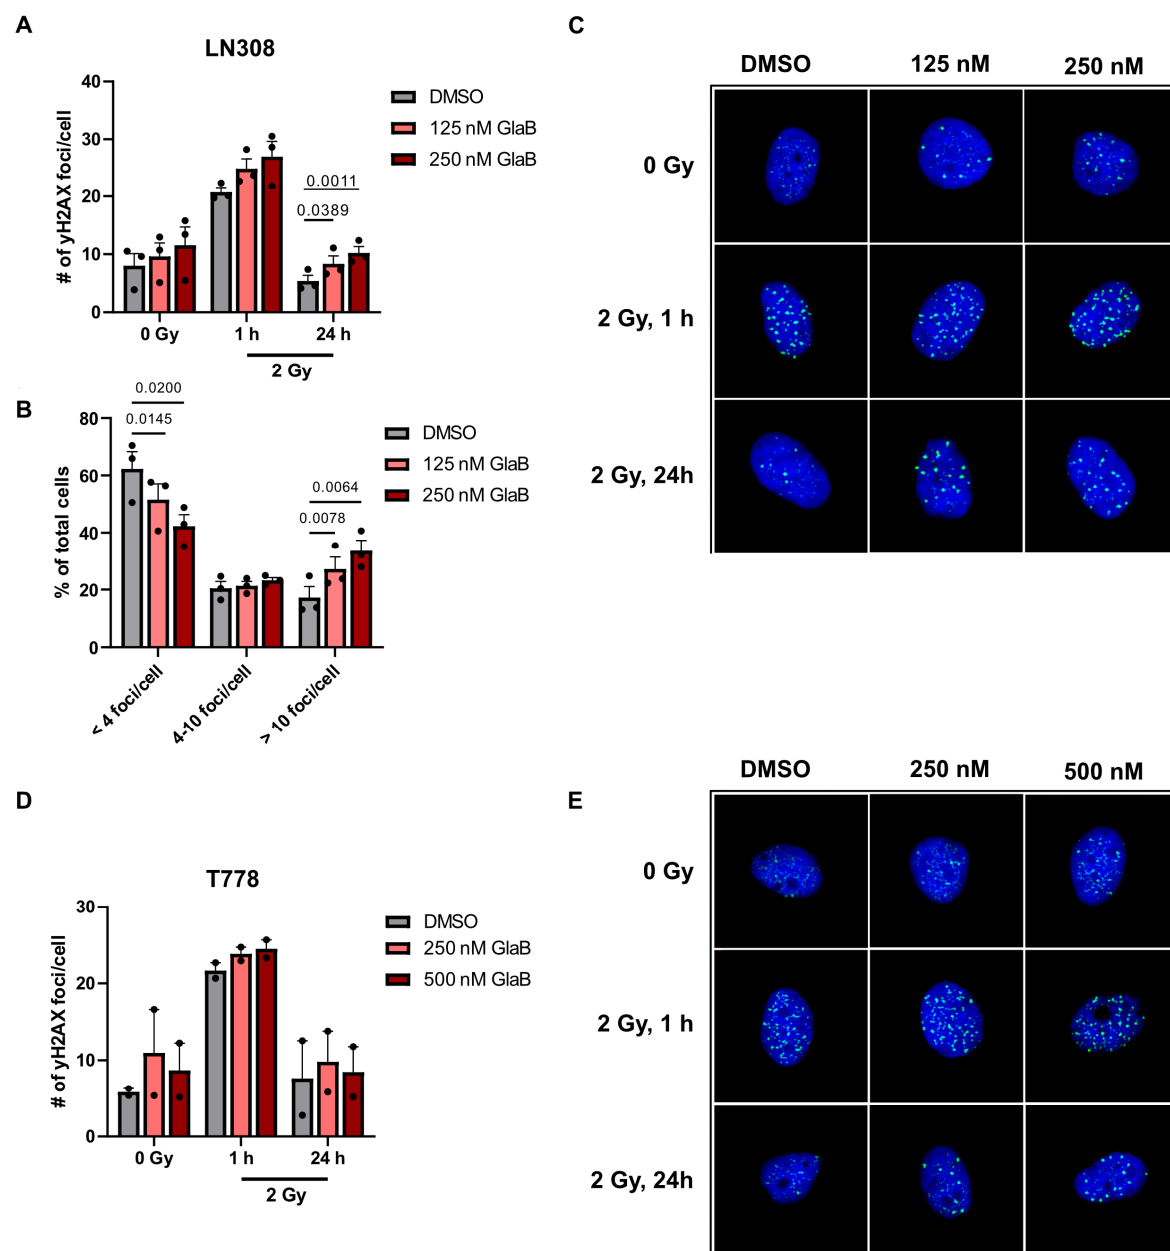 A
LN308
# of yH2AX foci/cell
40
30
20
10
0
DMSO
125 nM GlaB
250 nM GlaB
0.0011
0.0389
0 Gy
1 h
24 h
2 Gy
B
% of total cells
80
60
40
20
0
0.0200
0.0145
0.0064
0.0078
DMSO
125 nM GlaB
250 nM GlaB
< 4 foci/cell
4-10 foci/cell
> 10 foci/cell
C
DMSO
125 nM
250 nM
0 Gy
2 Gy, 1 h
2 Gy, 24h
D
T778
# of yH2AX foci/cell
30
20
10
0
DMSO
250 nM GlaB
500 nM GlaB
0 Gy
1 h
24 h
2 Gy
E
DMSO
250 nM
500 nM
0 Gy
2 Gy, 1 h
2 Gy, 24h